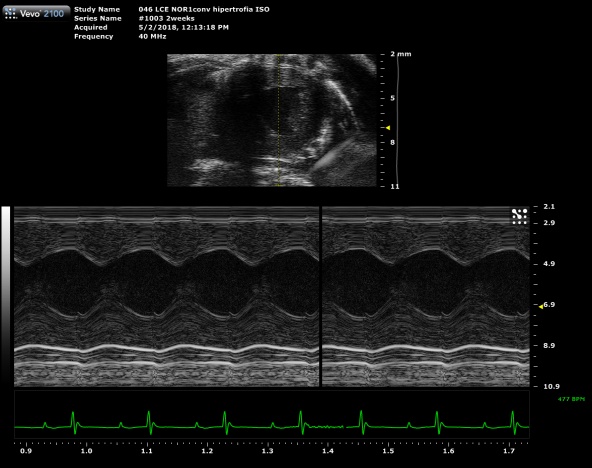 Vevo 2100
Study Name 046 LCE NOR1conv hipertrofia ISO
Series Name #1003 2weeks
Acquired 5/2/2018, 12:13:18 PM
Frequency 40 MHz
2 mm
5
8
11
2.1
2.9
4.9
6.9
8.9
10.9
477 BPM
0.9 1.0 1.1 1.2 1.3 1.4 1.5 1.6 1.7